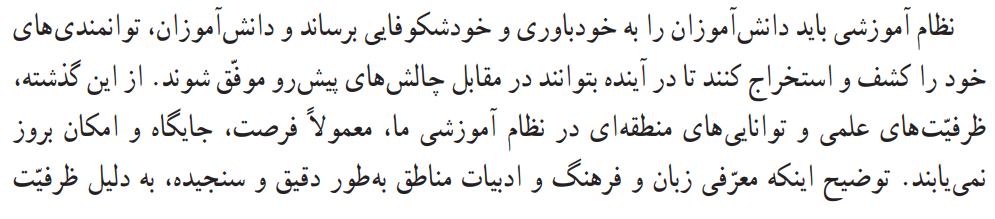 نظام آموزشی باید دانش‌آموزان را به خودباوری و خودشکوفایی برساند و دانش‌آموزان، توانمندی‌های
خود را کشف و استخراج کنند تا در آینده بتوانند در مقابل چالش‌های پیش‌رو موفّق شوند. از این گذشته،
ظرفیّت‌های علمی و توانایی‌های منطقه‌ای در نظام آموزشی ما، معمولاً فرصت، جایگاه و امکان بروز
نمی‌یابند. توضیح اینکه معرّفی زبان و فرهنگ و ادبیات مناطق به‌طور دقیق و سنجیده، به دلیل ظرفیّت